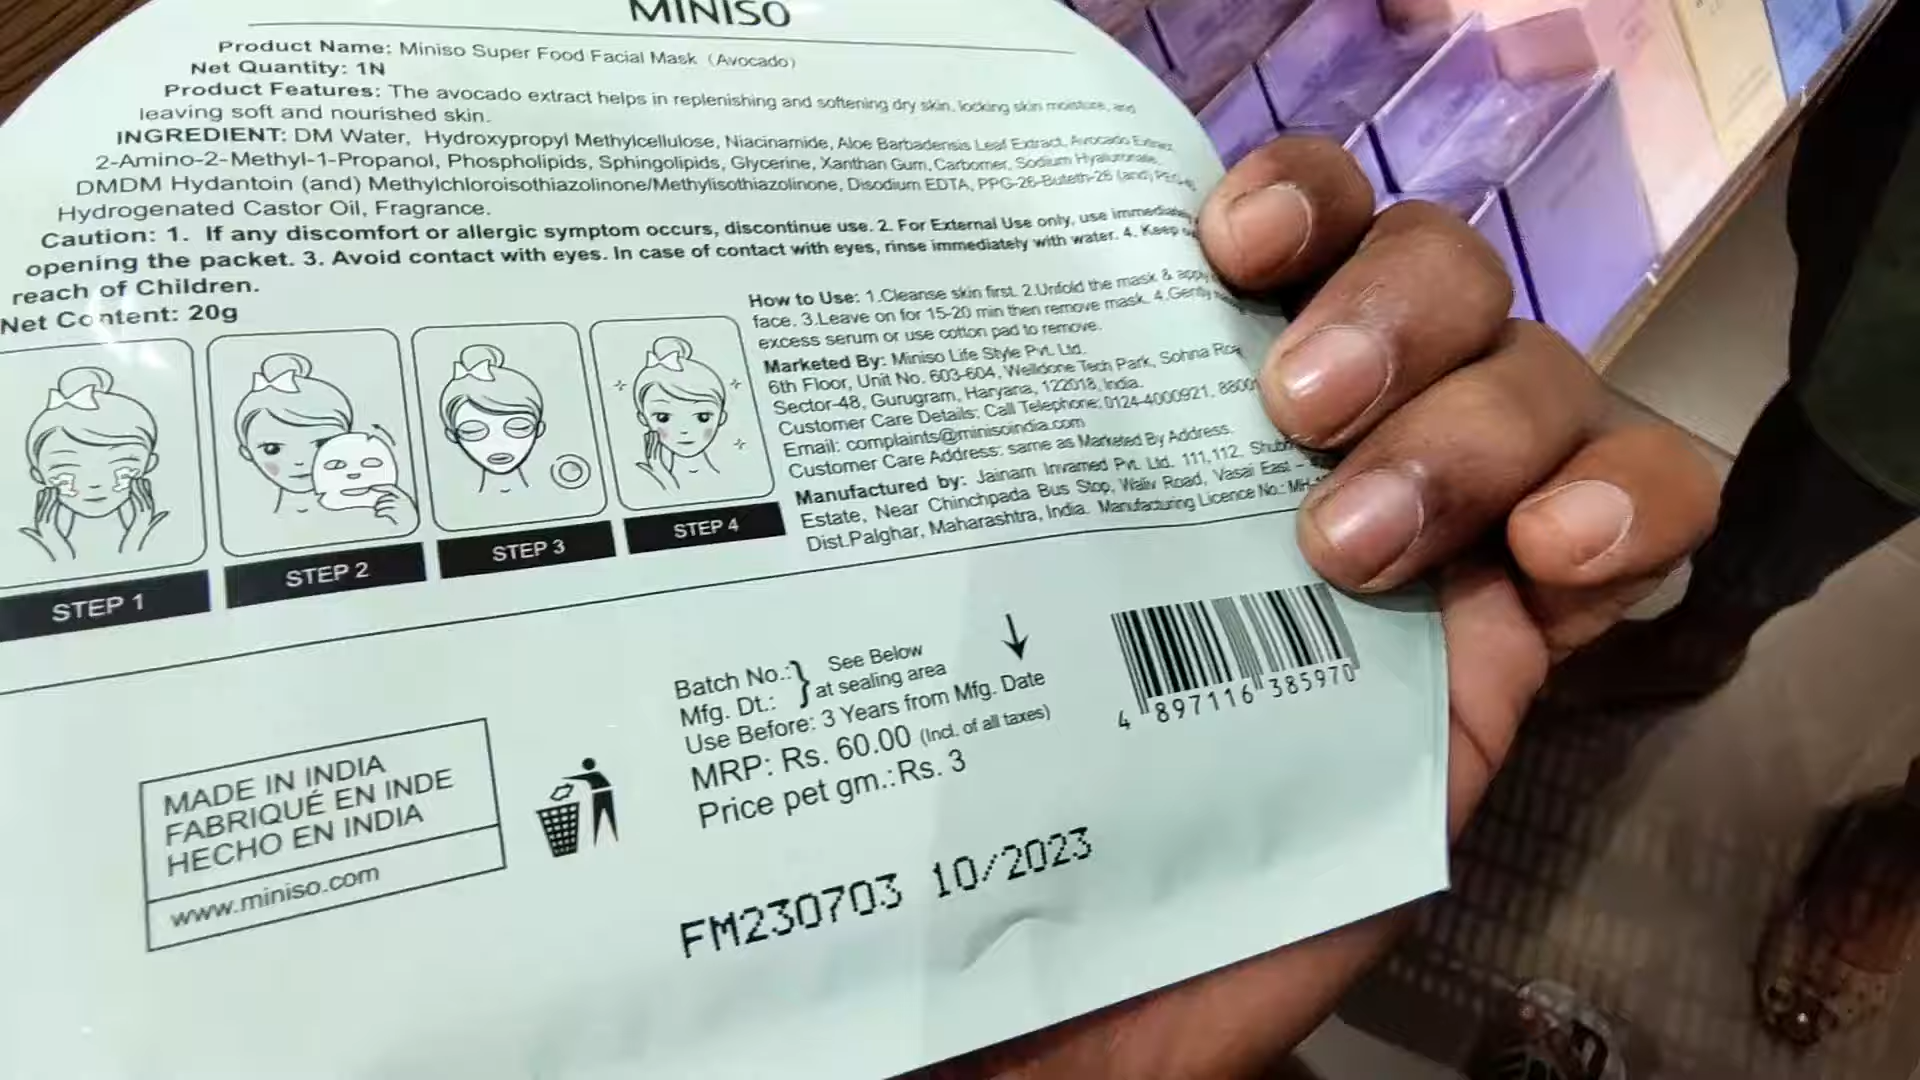 MINISO
Product Name: Miniso Super Food Facial Mask (Avocado)
Net Quantity: 1N
Product Features: The avocado extract helps in replenishing and softening dry skin, locking skin moisture, and
leaving soft and nourished skin.
INGREDIENT: DM Water, Hydroxypropyl Methylcellulose, Niacinamide, Aloe Barbadensis Leaf Extract, Avocado Extract,
2-Amino-2-Methyl-1-Propanol, Phospholipids, Sphingolipids, Glycerine, Xanthan Gum, Carbomer, Sodium Hyaluronate,
DMDM Hydantoin (and) Methylchloroisothiazolinone/Methylisothiazolinone, Disodium EDTA, PPG-26-Buteth-26 (and)
Hydrogenated Castor Oil, Fragrance.
Caution: 1. If any discomfort or allergic symptom occurs, discontinue use. 2. For External Use only, use immediately
opening the packet. 3. Avoid contact with eyes. In case of contact with eyes, rinse immediately with water. 4. Keep
reach of Children.
Net Content: 20g
How to Use: 1.Cleanse skin first. 2.Unfold the mask & apply
face. 3.Leave on for 15-20 min then remove mask. 4.Gently
excess serum or use cotton pad to remove.
Marketed By: Miniso Life Style Pvt. Ltd.
6th Floor, Unit No. 603-604, Welldone Tech Park, Sohna
Sector-48, Gurugram, Haryana, 122018, India.
Customer Care Details: Call Telephone: 0124-4000921, 8800
Email: complaints@minisoindia.com
Customer Care Address: same as Marketed By Address.
Manufactured by: Jainam Invamed Pvt. Ltd. 111,112.
Estate, Near Chinchpada Bus Stop, Waliv Road, Vasai East –
Dist.Palghar, Maharashtra, India. Manufacturing Licence No.: MH-
STEP 1
STEP 2
STEP 3
STEP 4
Batch No.:
Mfg. Dt.:
See Below
at sealing area
Use Before: 3 Years from Mfg. Date
MRP: Rs. 60.00 (Incl. of all taxes)
Price pet gm.:Rs. 3
4 897116 385970
MADE IN INDIA
FABRIQUÉ EN INDE
HECHO EN INDIA
www.miniso.com
FM230703 10/2023